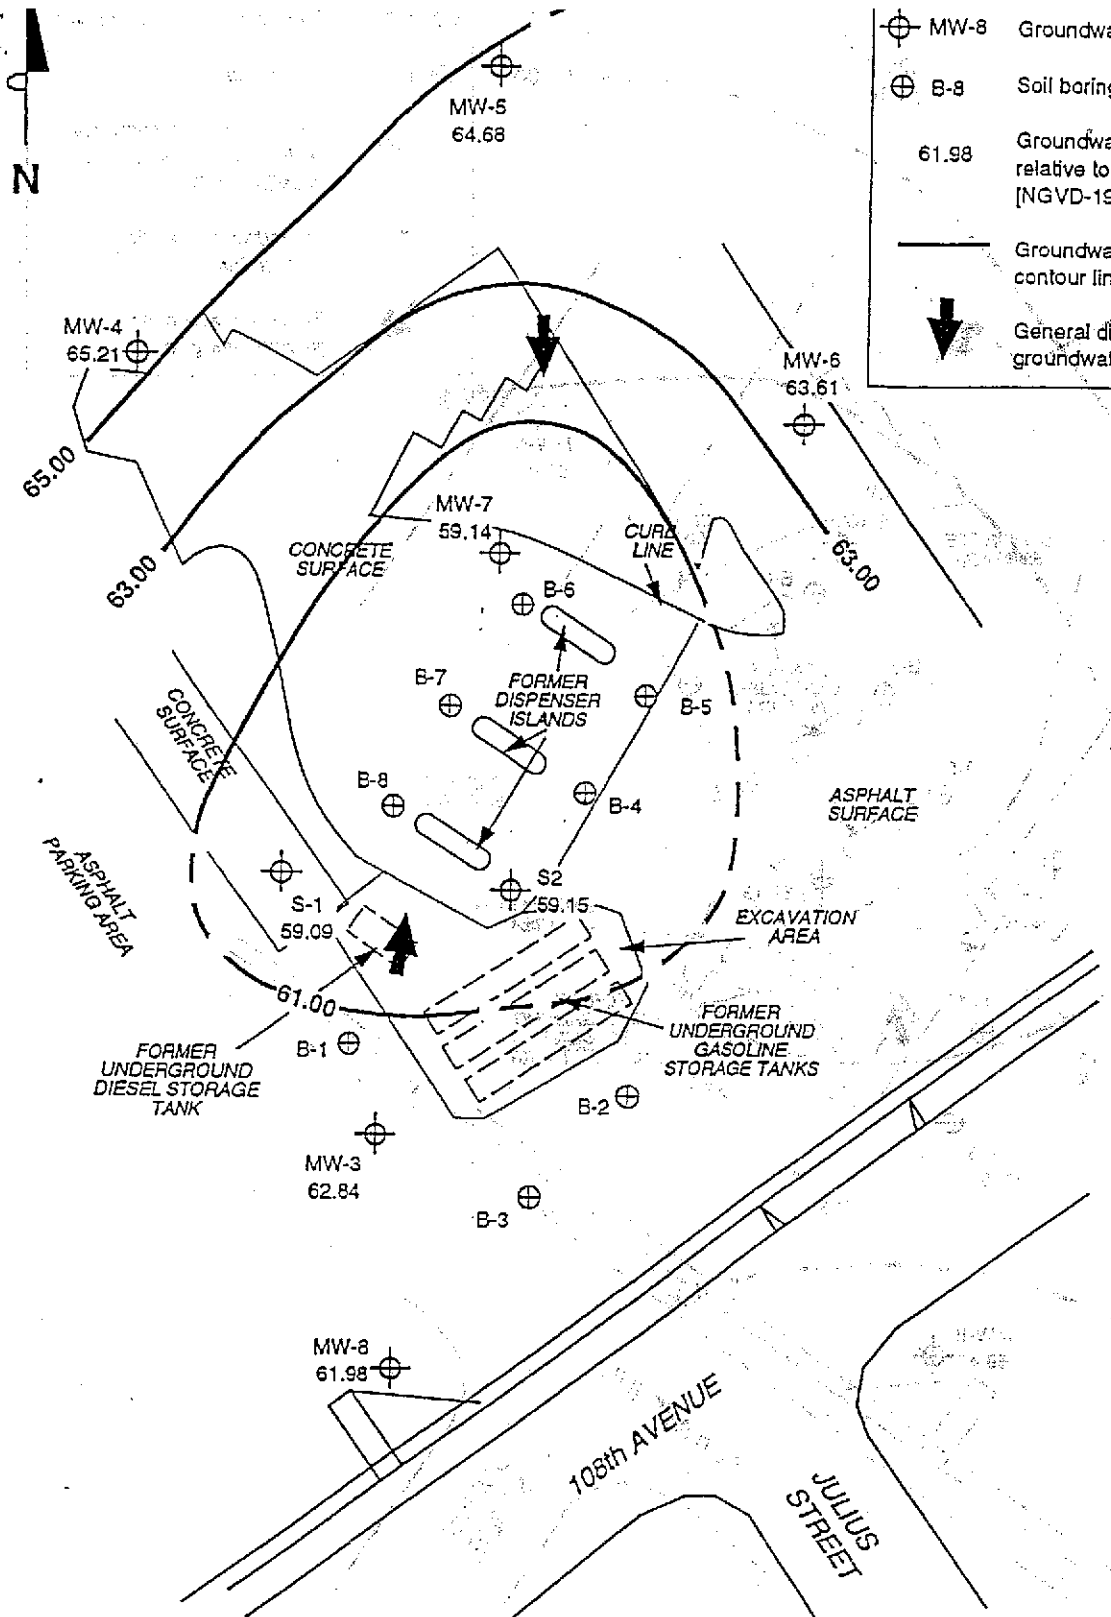 N
MW-8 Groundwa
B-8 Soil boring
61.98 Groundwa
relative to
[NGVD-19
Groundwa
contour lin
General di
groundwat
MW-5
64.68
MW-4
65.21
MW-6
63.61
65.00
63.00
63.00
MW-7
59.14
CONCRETE
SURFACE
CURB
LINE
B-6
B-7
FORMER
DISPENSER
ISLANDS
B-5
CONCRETE
SURFACE
B-8
B-4
ASPHALT
SURFACE
ASPHALT
PARKING AREA
S-1
59.09
S2
59.15
EXCAVATION
AREA
61.00
B-1
FORMER
UNDERGROUND
DIESEL STORAGE
TANK
FORMER
UNDERGROUND
GASOLINE
STORAGE TANKS
B-2
MW-3
62.84
B-3
MW-8
61.98
108th AVENUE
JULIUS
STREET